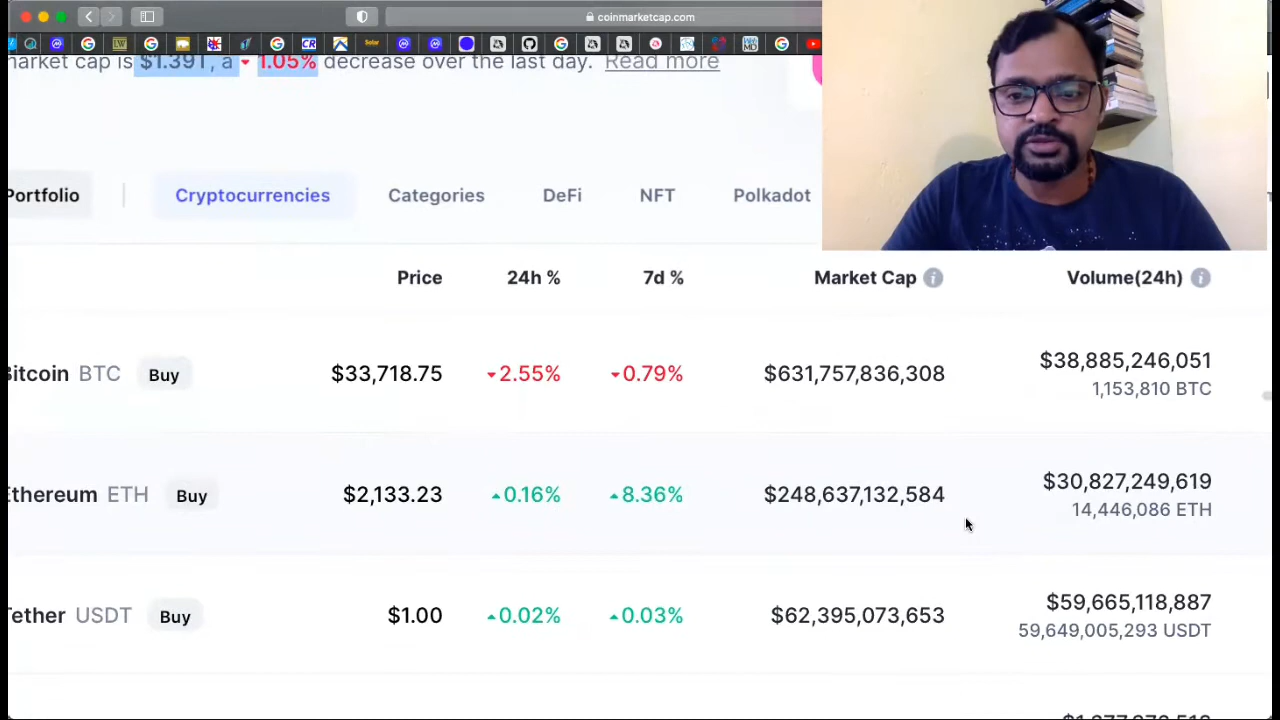 coinmarketcap.com
market cap is $1.39T, a 1.05% decrease over the last day. Read more
Portfolio Cryptocurrencies Categories DeFi NFT Polkadot
Price 24h % 7d % Market Cap Volume(24h)
Bitcoin BTC Buy $33,718.75 2.55% 0.79% $631,757,836,308 $38,885,246,051
1,153,810 BTC
Ethereum ETH Buy $2,133.23 0.16% 8.36% $248,637,132,584 $30,827,249,619
14,446,086 ETH
Tether USDT Buy $1.00 0.02% 0.03% $62,395,073,653 $59,665,118,887
59,649,005,293 USDT